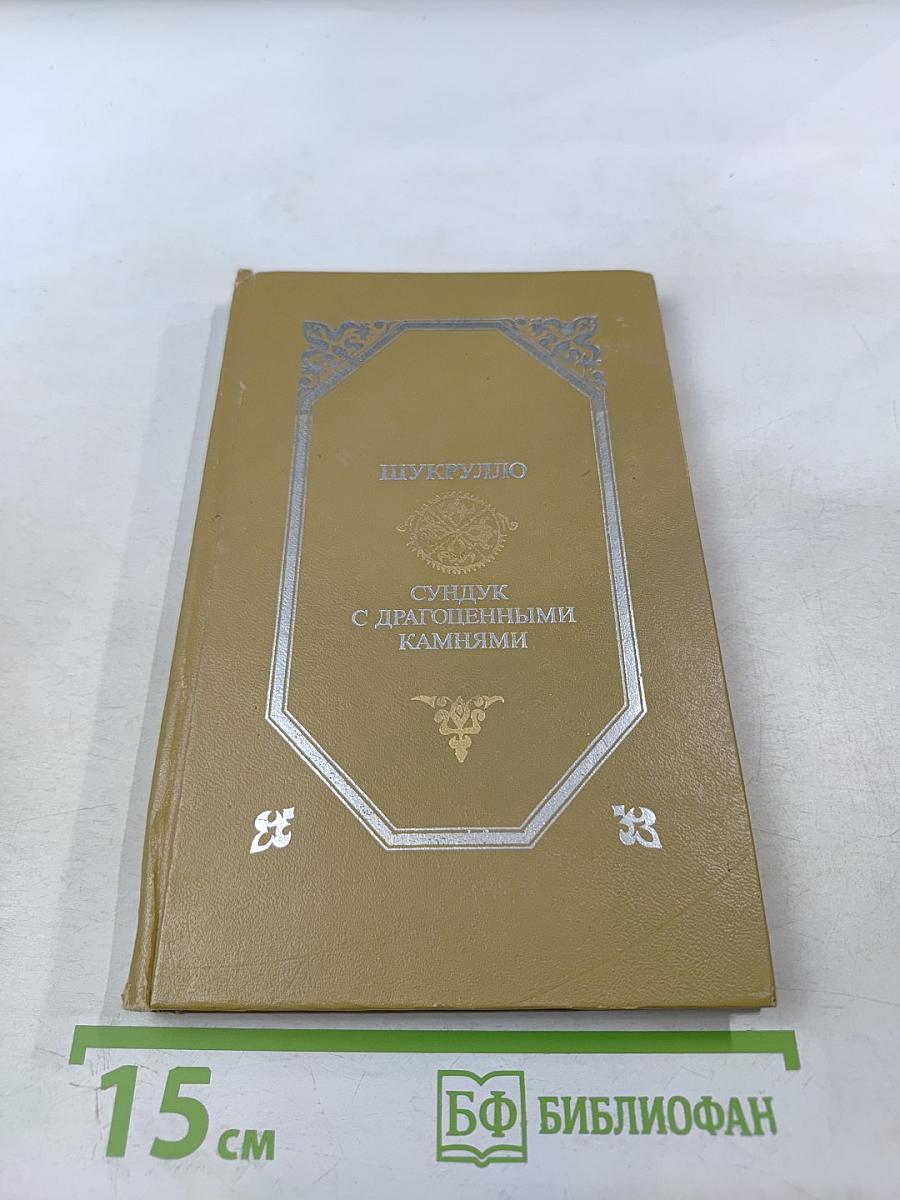 ШУКРУЛЛО
СУНДУК
С ДРАГОЦЕННЫМИ
КАМНЯМИ
15 см
БФ БИБЛИОФАН